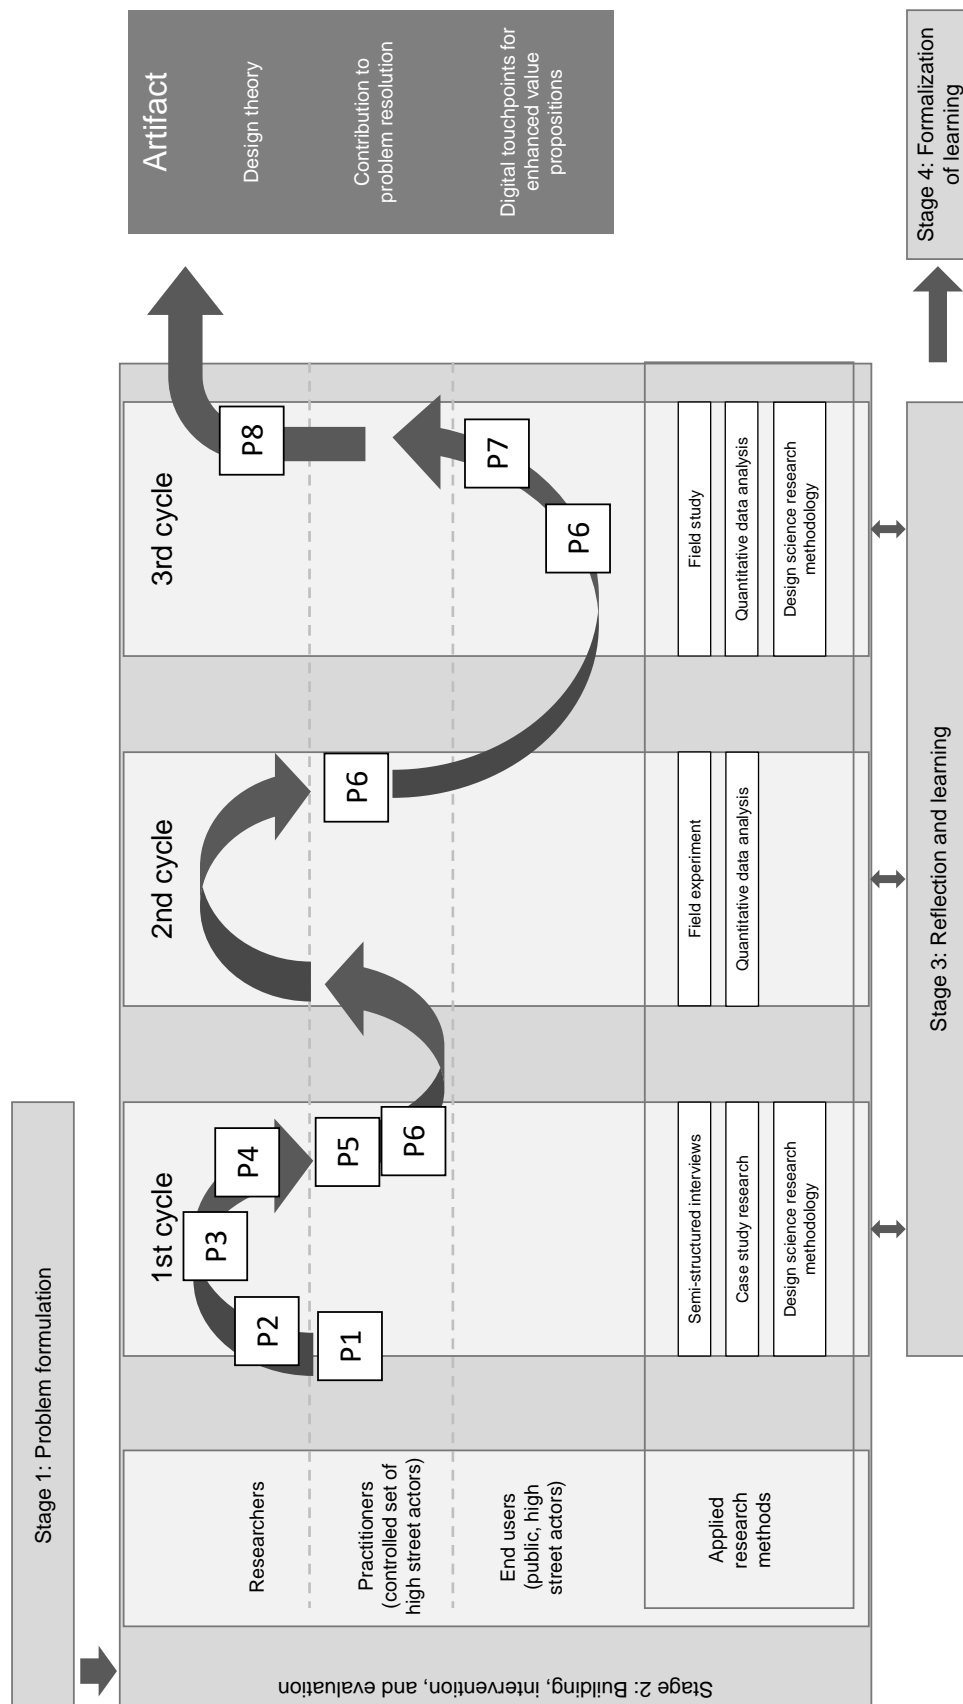 Stage 1: Problem formulation
Stage 2: Building, intervention, and evaluation
Researchers
Practitioners
(controlled set of
high street actors)
End users
(public, high
street actors)
Applied
research
methods
1st cycle
P1
P2
P3
P4
P5
P6
Semi-structured interviews
Case study research
Design science research
methodology
2nd cycle
P6
Field experiment
Quantitative data analysis
3rd cycle
P6
P7
P8
Field study
Quantitative data analysis
Design science research
methodology
Artifact
Design theory
Contribution to
problem resolution
Digital touchpoints for
enhanced value
propositions
Stage 3: Reflection and learning
Stage 4: Formalization
of learning